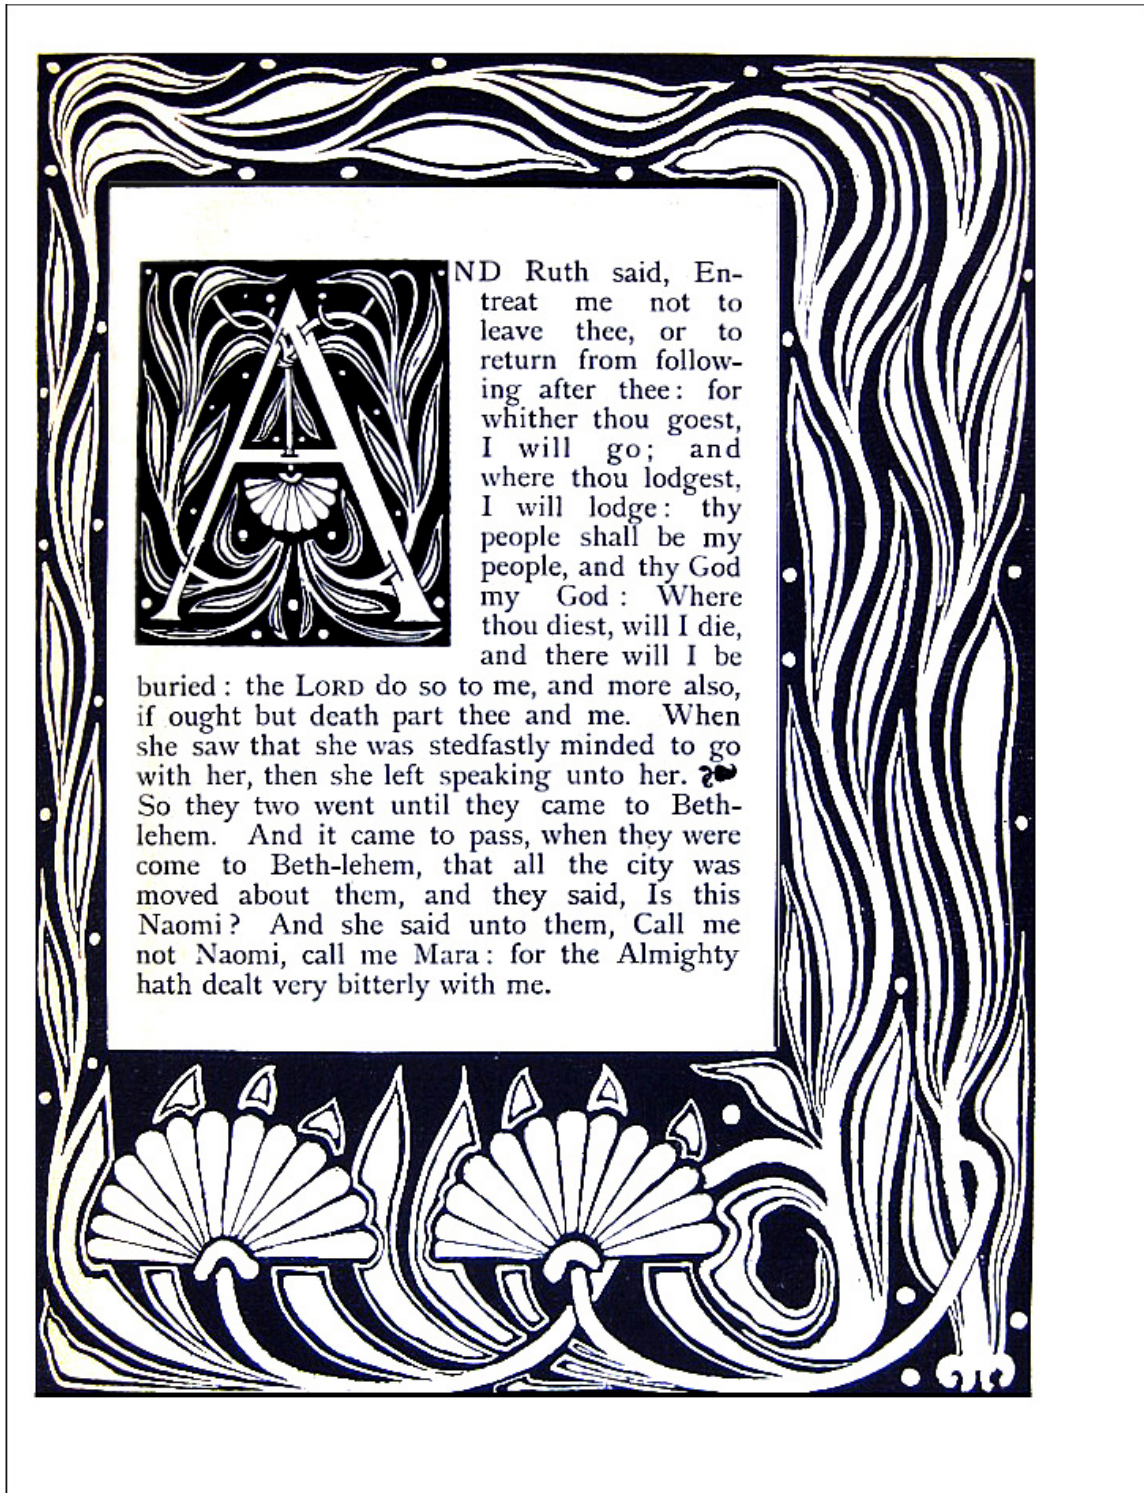 AND Ruth said, En-
treat me not to
leave thee, or to
return from follow-
ing after thee: for
whither thou goest,
I will go; and
where thou lodgest,
I will lodge: thy
people shall be my
people, and thy God
my God: Where
thou diest, will I die,
and there will I be
buried: the LORD do so to me, and more also,
if ought but death part thee and me. When
she saw that she was stedfastly minded to go
with her, then she left speaking unto her. ❧
So they two went until they came to Beth-
lehem. And it came to pass, when they were
come to Beth-lehem, that all the city was
moved about them, and they said, Is this
Naomi? And she said unto them, Call me
not Naomi, call me Mara: for the Almighty
hath dealt very bitterly with me.